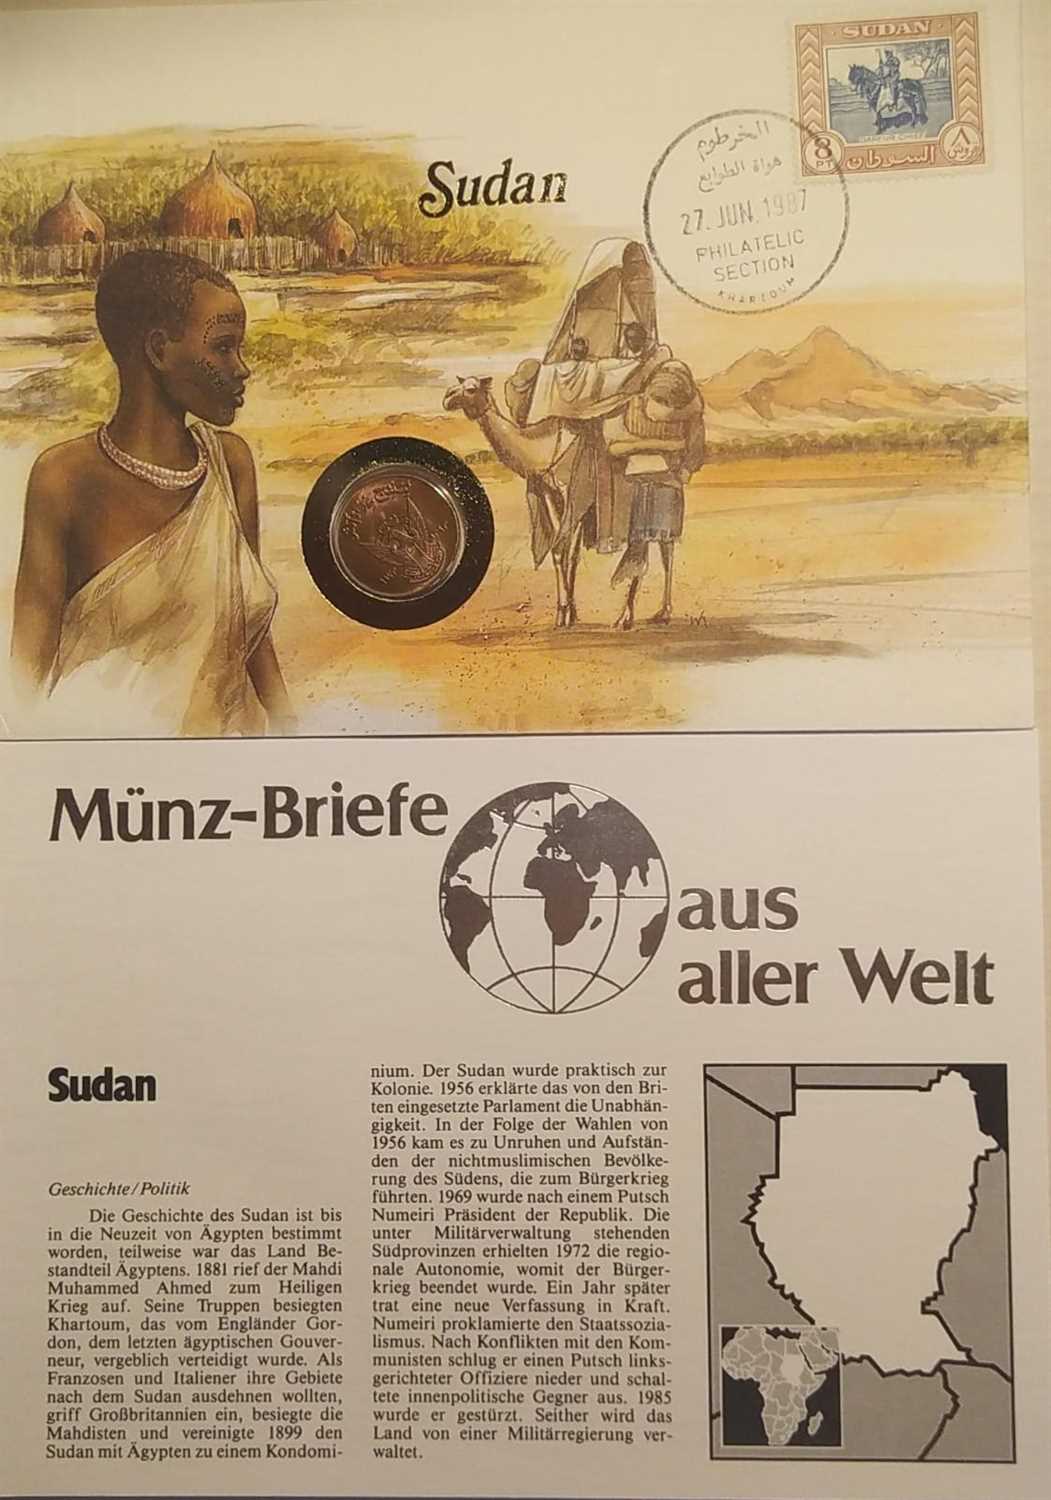 SUDAN
DARFUR CHIEF
8
PT
السودان
٨
قروش
Sudan
الخرطوم
هواة الطوابع
27. JUN. 1987
PHILATELIC
SECTION
KHARTOUM
Münz-Briefe
aus
aller Welt
Sudan
Geschichte/Politik
Die Geschichte des Sudan ist bis
in die Neuzeit von Ägypten bestimmt
worden, teilweise war das Land Be-
standteil Ägyptens. 1881 rief der Mahdi
Muhammed Ahmed zum Heiligen
Krieg auf. Seine Truppen besiegten
Khartoum, das vom Engländer Gor-
don, dem letzten ägyptischen Gouver-
neur, vergeblich verteidigt wurde. Als
Franzosen und Italiener ihre Gebiete
nach dem Sudan ausdehnen wollten,
griff Großbritannien ein, besiegte die
Mahdisten und vereinigte 1899 den
Sudan mit Ägypten zu einem Kondomi-
nium. Der Sudan wurde praktisch zur
Kolonie. 1956 erklärte das von den Bri-
ten eingesetzte Parlament die Unabhän-
gigkeit. In der Folge der Wahlen von
1956 kam es zu Unruhen und Aufstän-
den der nichtmuslimischen Bevölke-
rung des Südens, die zum Bürgerkrieg
führten. 1969 wurde nach einem Putsch
Numeiri Präsident der Republik. Die
unter Militärverwaltung stehenden
Südprovinzen erhielten 1972 die regio-
nale Autonomie, womit der Bürger-
krieg beendet wurde. Ein Jahr später
trat eine neue Verfassung in Kraft.
Numeiri proklamierte den Staatssozia-
lismus. Nach Konflikten mit den Kom-
munisten schlug er einen Putsch links-
gerichteter Offiziere nieder und schal-
tete innenpolitische Gegner aus. 1985
wurde er gestürzt. Seither wird das
Land von einer Militärregierung ver-
waltet.